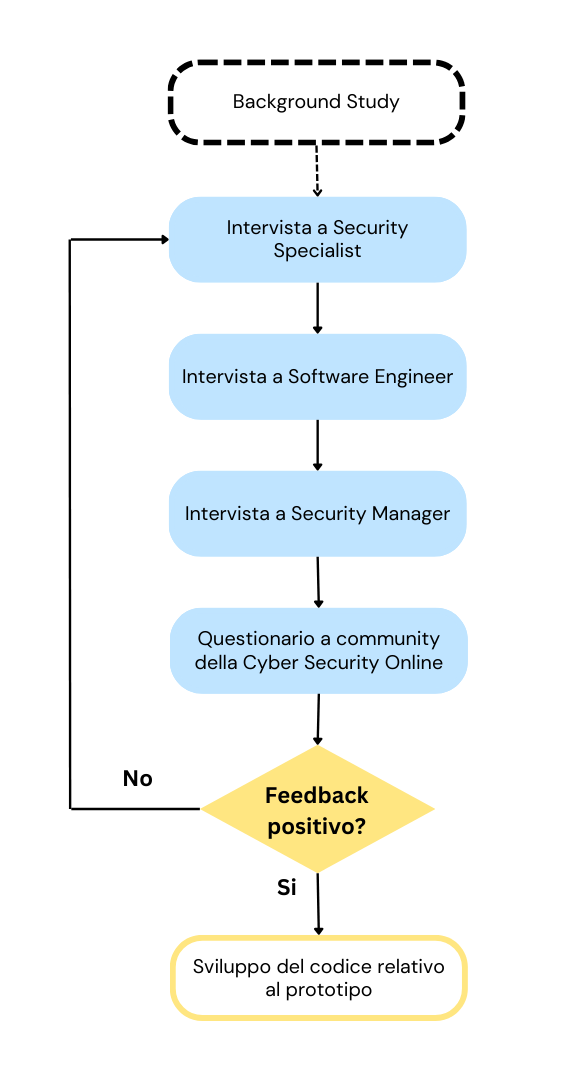 Background Study
Intervista a Security
Specialist
Intervista a Software Engineer
Intervista a Security Manager
Questionario a community
della Cyber Security Online
No
Feedback
positivo?
Si
Sviluppo del codice relativo
al prototipo